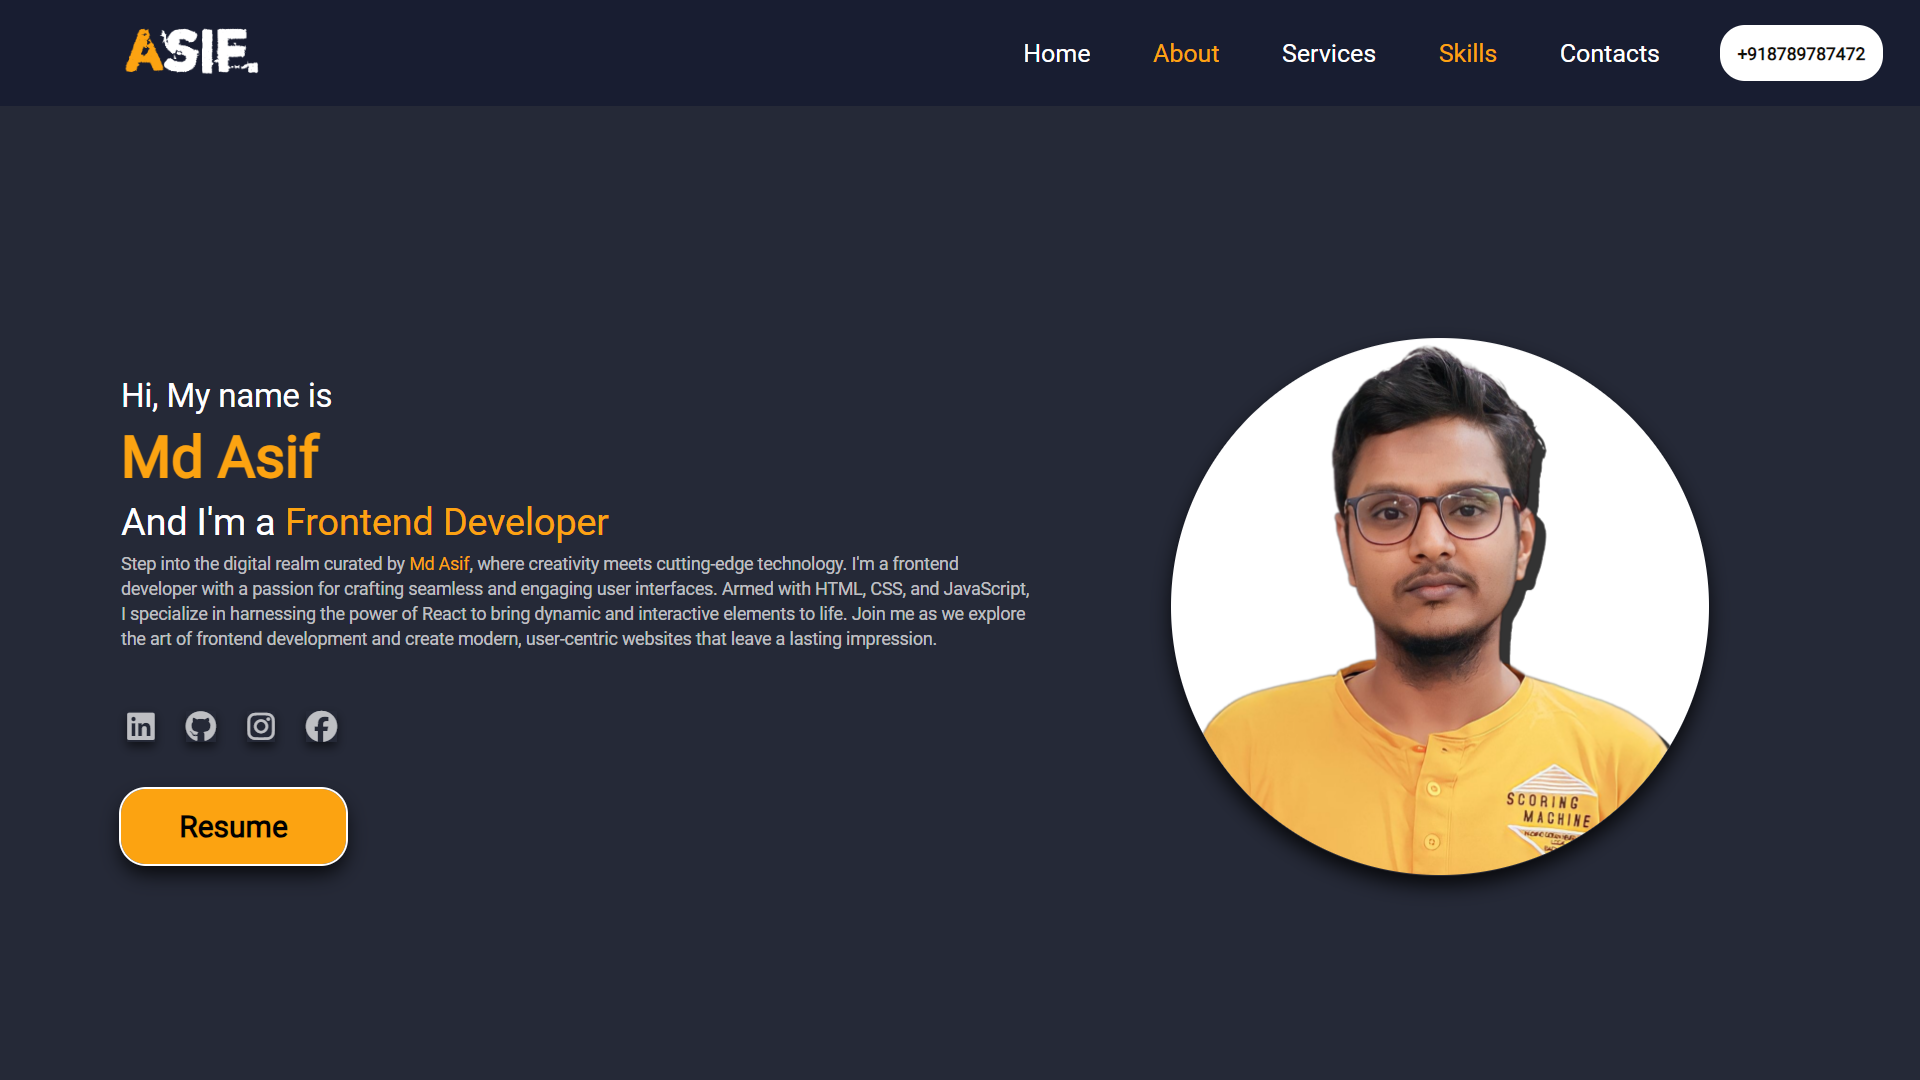 ASIF.
Home About Services Skills Contacts +918789787472
Hi, My name is
Md Asif
And I'm a Frontend Developer
Step into the digital realm curated by Md Asif, where creativity meets cutting-edge technology. I'm a frontend
developer with a passion for crafting seamless and engaging user interfaces. Armed with HTML, CSS, and JavaScript,
I specialize in harnessing the power of React to bring dynamic and interactive elements to life. Join me as we explore
the art of frontend development and create modern, user-centric websites that leave a lasting impression.
in
Resume
SCORING
MACHINE